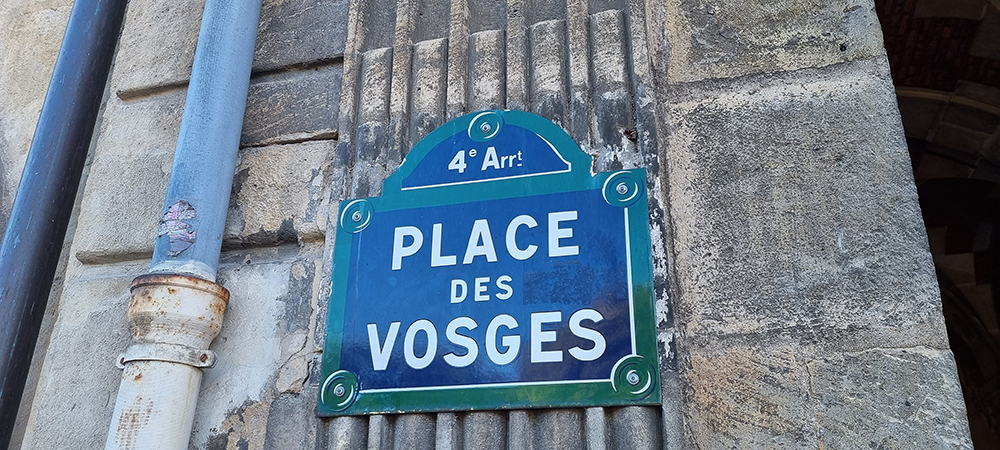 4e Arrt
PLACE
DES
VOSGES